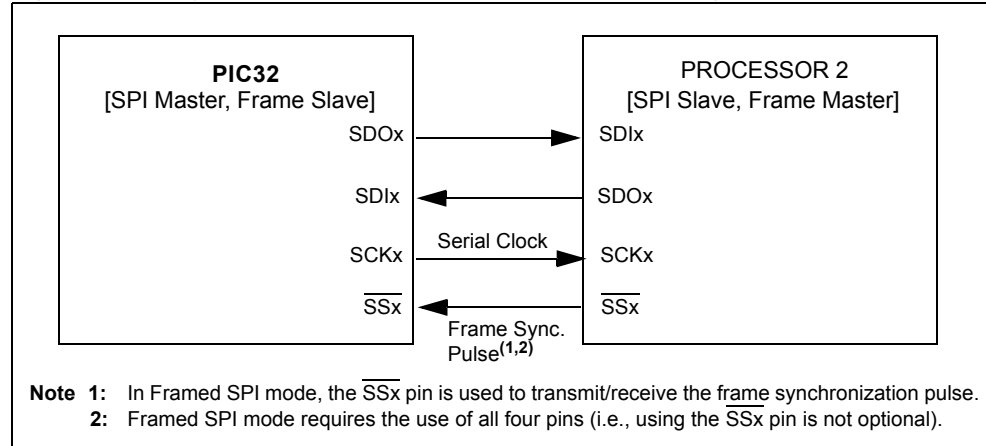 PIC32
[SPI Master, Frame Slave]
PROCESSOR 2
[SPI Slave, Frame Master]
SDOx
SDIx
SDIx
SDOx
SCKx
Serial Clock
SCKx
SSx
SSx
Frame Sync.
Pulse(1,2)
Note 1: In Framed SPI mode, the SSx pin is used to transmit/receive the frame synchronization pulse.
2: Framed SPI mode requires the use of all four pins (i.e., using the SSx pin is not optional).